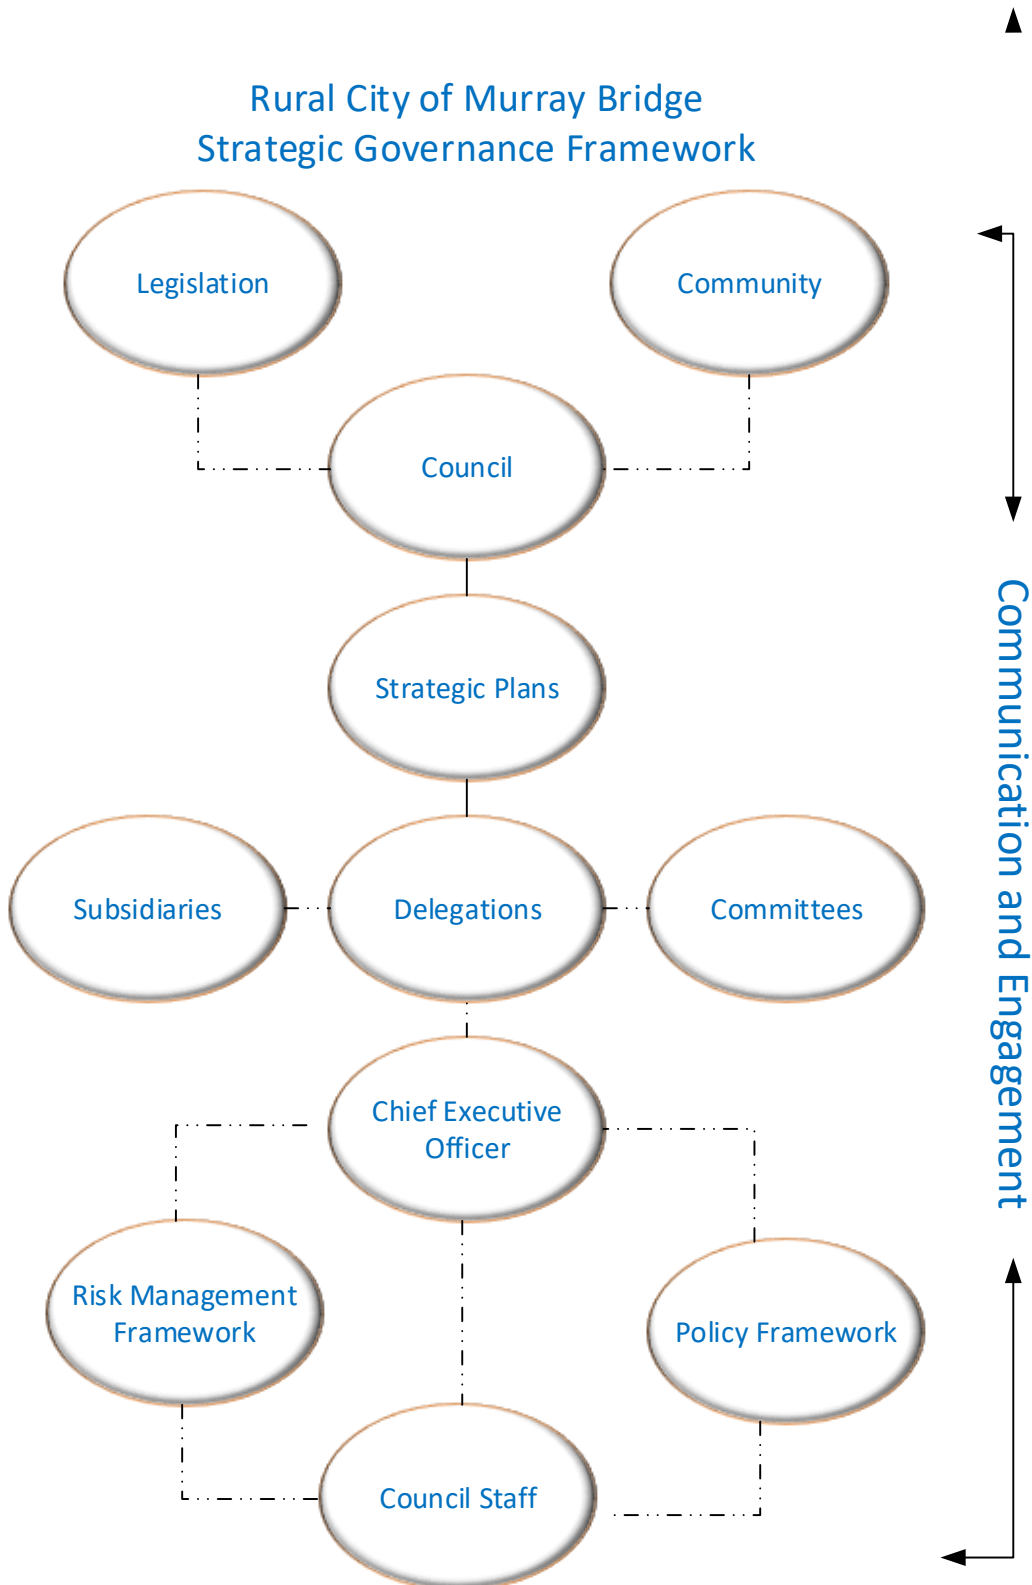 Rural City of Murray Bridge
Strategic Governance Framework
Legislation
Community
Council
Strategic Plans
Subsidiaries
Delegations
Committees
Chief Executive
Officer
Risk Management
Framework
Policy Framework
Council Staff
Communication and Engagement